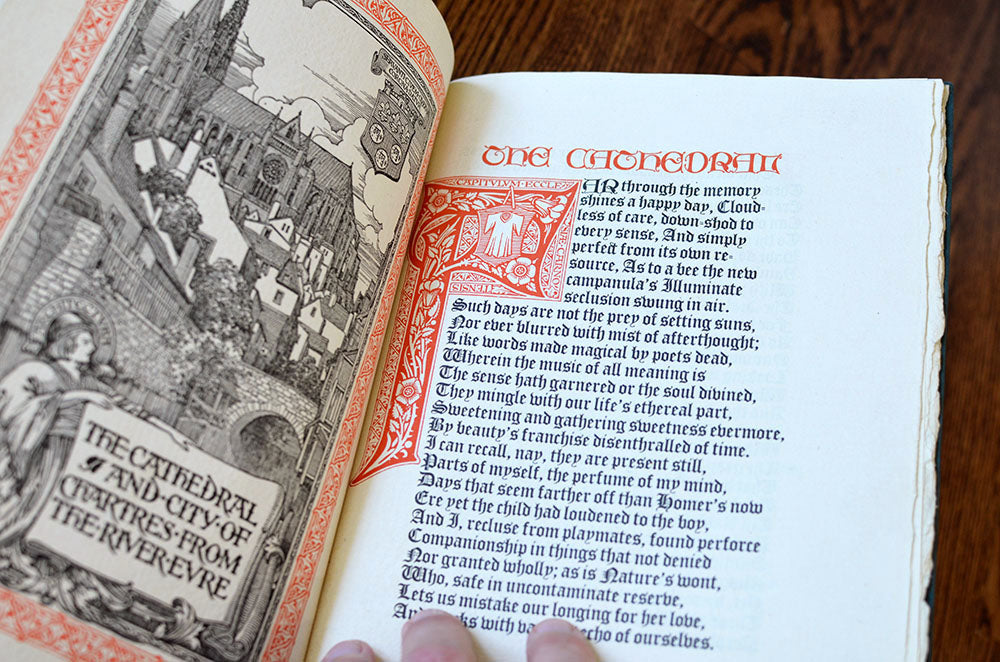 THE CATHEDRAL
AND CITY OF
CHARTRES FROM
THE RIVER EVRE
THE CATHEDRAL
CAPITVLVM ECCLE
SIE CARNO
TENSIS
FAR through the memory
shines a happy day, Cloud-
less of care, down-shod to
every sense, And simply
perfect from its own re-
source, As to a bee the new
campanula's Illuminate
seclusion swung in air.
Such days are not the prey of setting suns,
Nor ever blurred with mist of afterthought;
Like words made magical by poets dead,
Wherein the music of all meaning is
The sense hath garnered or the soul divined,
They mingle with our life's ethereal part,
Sweetening and gathering sweetness evermore,
By beauty's franchise disenthralled of time.
I can recall, nay, they are present still,
Parts of myself, the perfume of my mind,
Days that seem farther off than Homer's now
Ere yet the child had loudened to the boy,
And I, recluse from playmates, found perforce
Companionship in things that not denied
Nor granted wholly; as is Nature's wont,
Who, safe in uncontaminate reserve,
Lets us mistake our longing for her love,
with echo of ourselves.